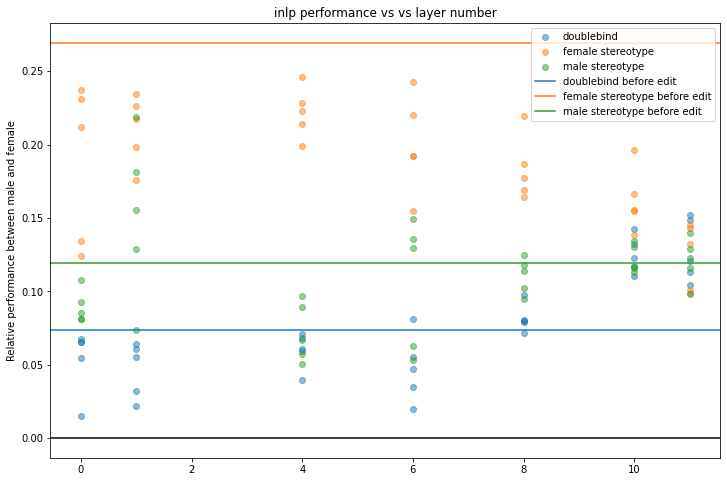 inlp performance vs vs layer number
Relative performance between male and female
0.25
0.20
0.15
0.10
0.05
0.00
0
2
4
6
8
10
doublebind
female stereotype
male stereotype
doublebind before edit
female stereotype before edit
male stereotype before edit